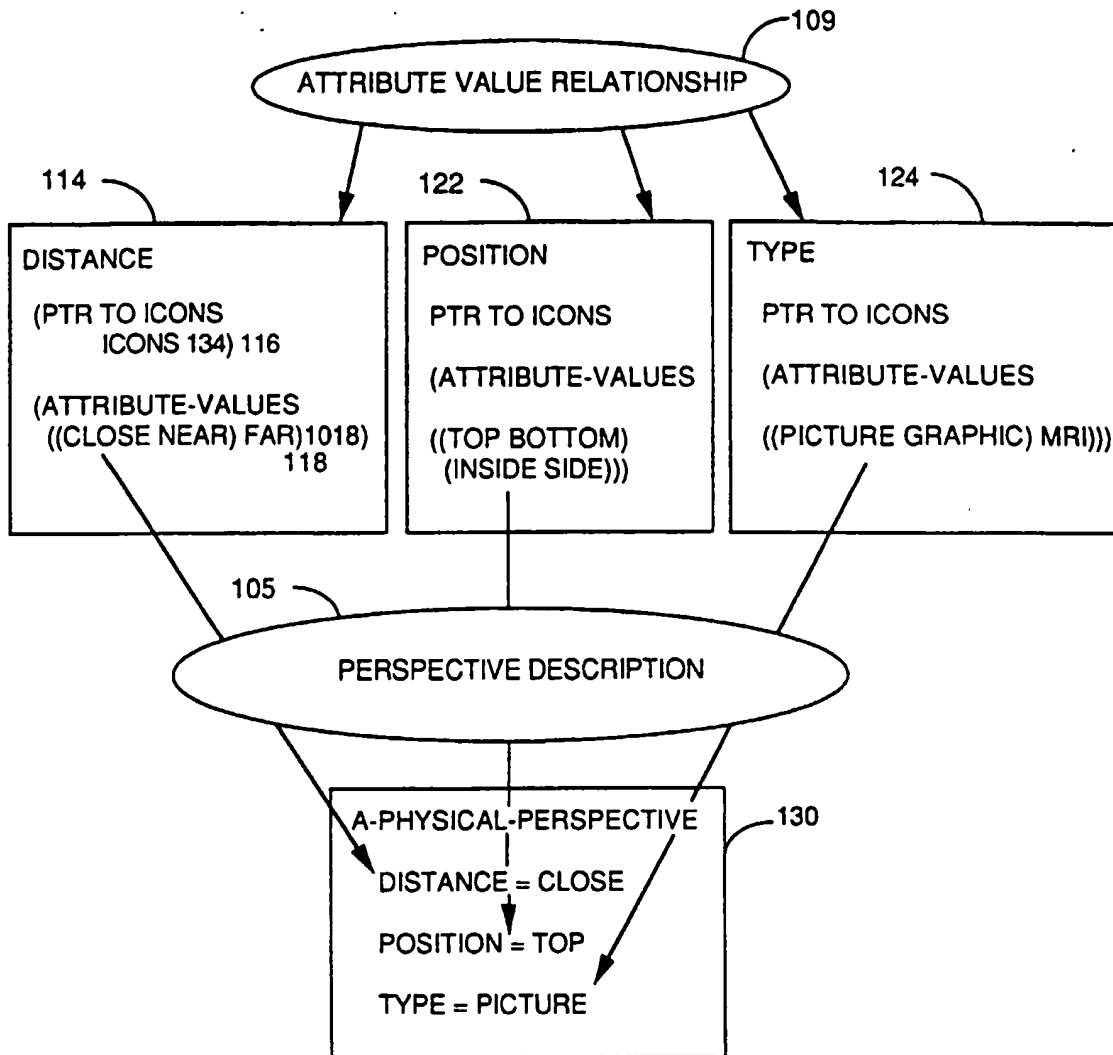 109
ATTRIBUTE VALUE RELATIONSHIP
114
122
124
DISTANCE
(PTR TO ICONS
ICONS 134) 116
(ATTRIBUTE-VALUES
((CLOSE NEAR) FAR)1018)
118
POSITION
PTR TO ICONS
(ATTRIBUTE-VALUES
((TOP BOTTOM)
(INSIDE SIDE)))
TYPE
PTR TO ICONS
(ATTRIBUTE-VALUES
((PICTURE GRAPHIC) MRI)))
105
PERSPECTIVE DESCRIPTION
130
A-PHYSICAL-PERSPECTIVE
DISTANCE = CLOSE
POSITION = TOP
TYPE = PICTURE